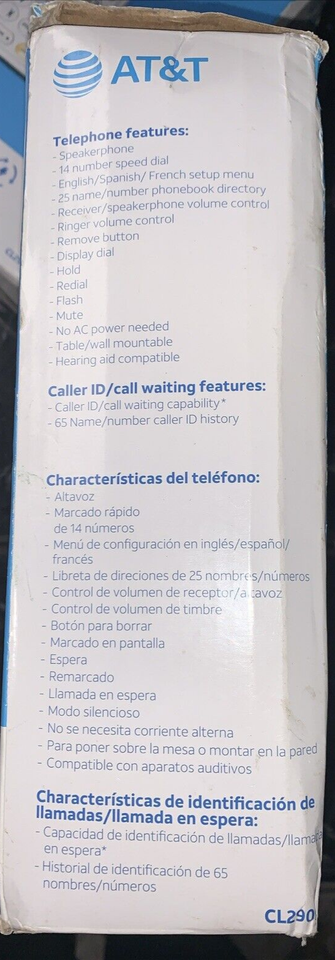 AT&T
Telephone features:
- Speakerphone
- 14 number speed dial
- English/Spanish/ French setup menu
- 25 name/number phonebook directory
- Receiver/speakerphone volume control
- Ringer volume control
- Remove button
- Display dial
- Hold
- Redial
- Flash
- Mute
- No AC power needed
- Table/wall mountable
- Hearing aid compatible
Caller ID/call waiting features:
- Caller ID/call waiting capability*
- 65 Name/number caller ID history
Características del teléfono:
- Altavoz
- Marcado rápido
de 14 números
- Menú de configuración en inglés/español/
francés
- Libreta de direciones de 25 nombres/números
- Control de volumen de receptor/altavoz
- Control de volumen de timbre
- Botón para borrar
- Marcado en pantalla
- Espera
- Remarcado
- Llamada en espera
- Modo silencioso
- No se necesita corriente alterna
- Para poner sobre la mesa o montar en la pared
- Compatible con aparatos auditivos
Características de identificación de
llamadas/llamada en espera:
- Capacidad de identificación de llamadas/llama
en espera*
- Historial de identificación de 65
nombres/números
CL290